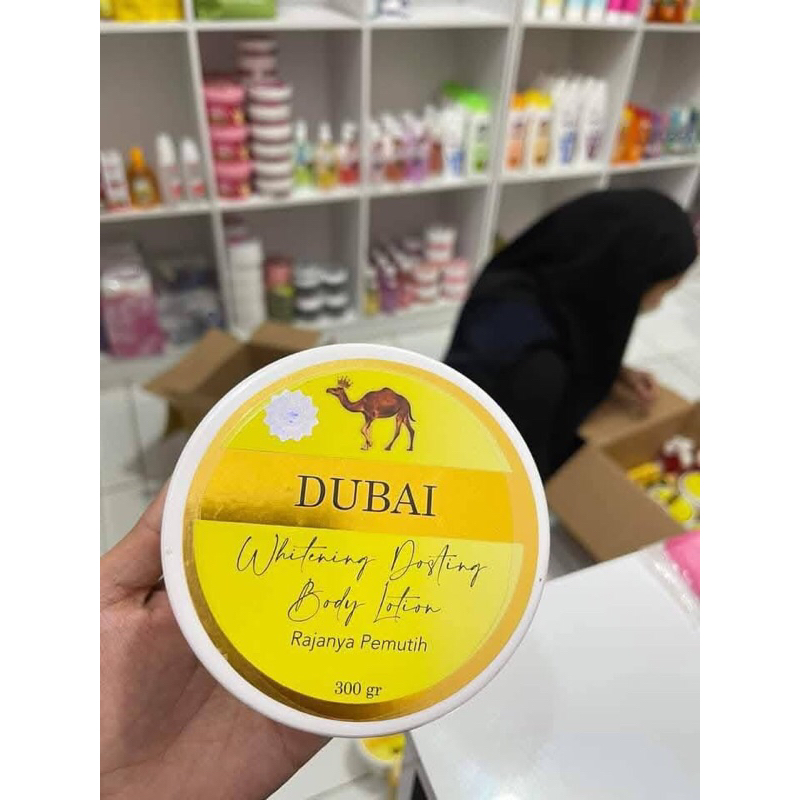 DUBAI
Whitening Dosting
Body Lotion
Rajanya Pemutih
300 gr